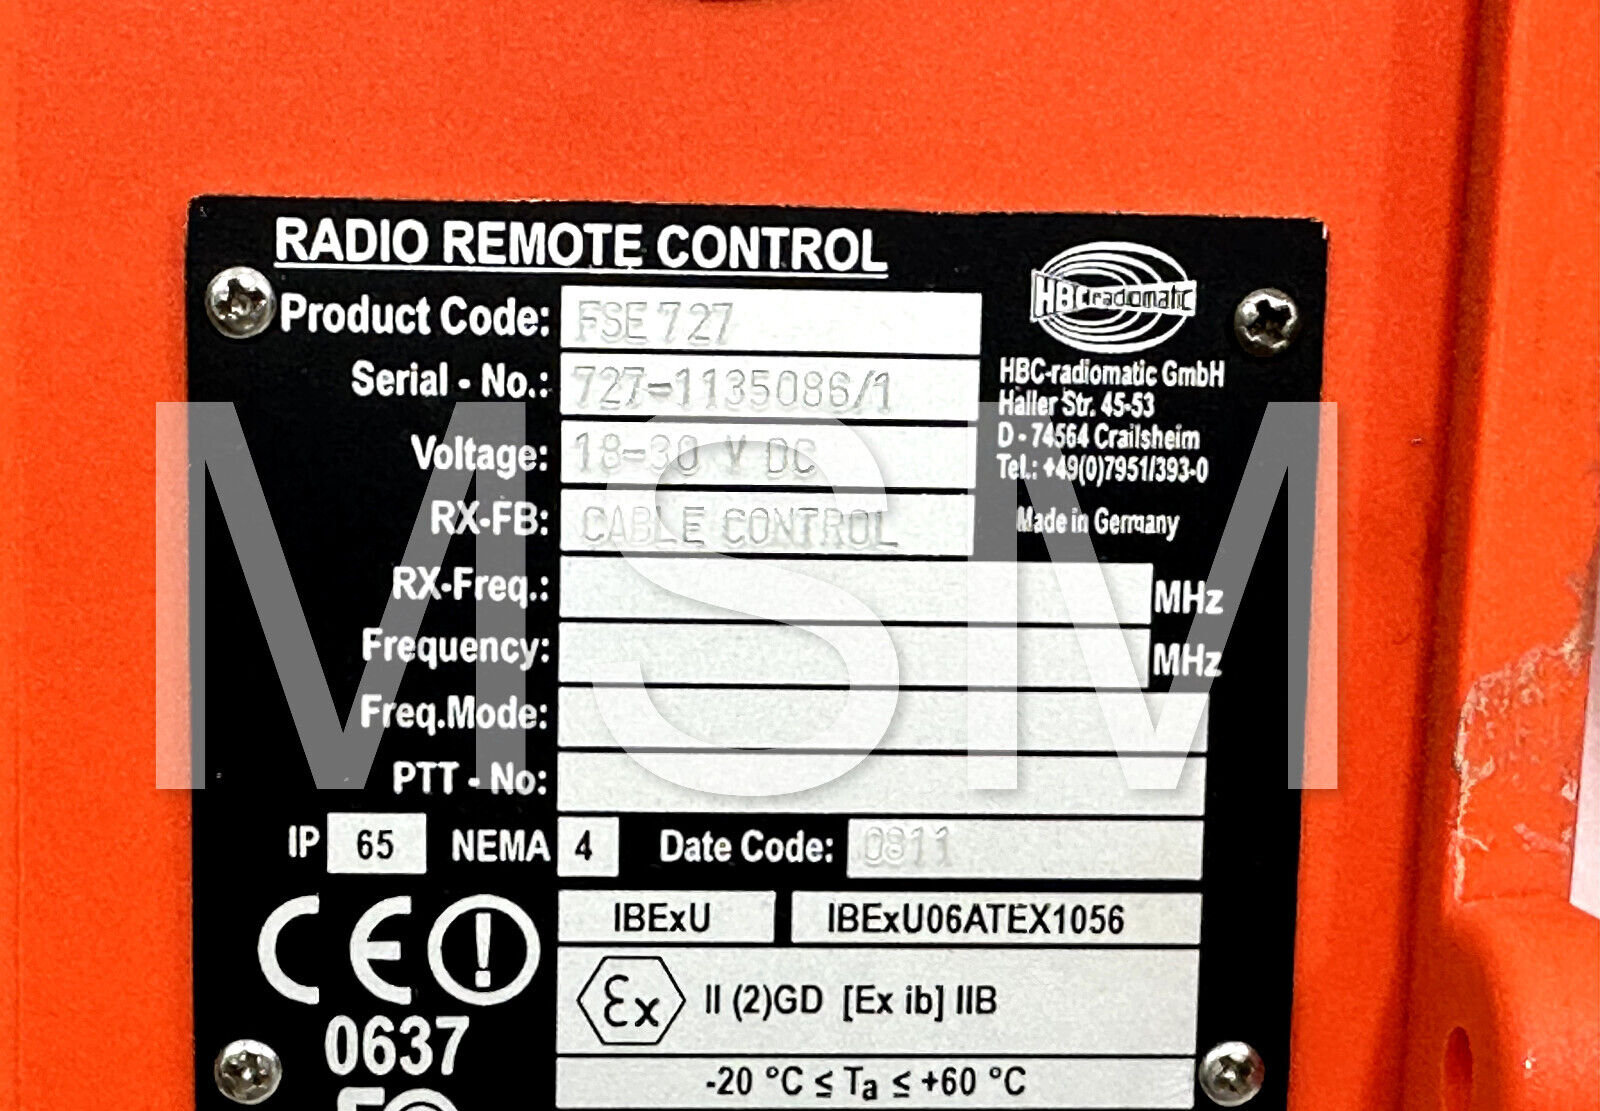 RADIO REMOTE CONTROL
HBC radiomatic
Product Code: FSE 727
Serial - No.: 727-1135086/1
Voltage: 18-30 V DC
RX-FB: CABLE CONTROL
HBC-radiomatic GmbH
Haller Str. 45-53
D - 74564 Crailsheim
Tel.: +49(0)7951/393-0
Made in Germany
RX-Freq.: MHz
Frequency: MHz
Freq.Mode:
PTT - No:
IP 65 NEMA 4 Date Code: 0811
IBExU IBExU06ATEX1056
CE
0637
Ex II (2)GD [Ex ib] IIB
-20 °C ≤ Ta ≤ +60 °C
MSM